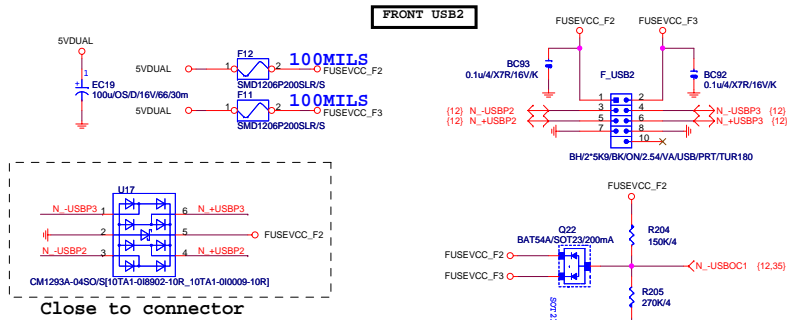 FRONT USB2
5VDUAL
1
EC19
100u/OS/D/16V/66/30m
F12
100MILS
5VDUAL
1
2
FUSEVCC_F2
SMD1206P200SLR/S
F11
100MILS
5VDUAL
1
2
FUSEVCC_F3
SMD1206P200SLR/S
FUSEVCC_F2
FUSEVCC_F3
BC93
0.1u/4/X7R/16V/K
F_USB2
BC92
0.1u/4/X7R/16V/K
1
2
{12} N_-USBP2
3
4
N_-USBP3 {12}
{12} N_+USBP2
5
6
N_+USBP3 {12}
7
8
10
BH/2*5K9/BK/ON/2.54/VA/USB/PRT/TUR180
U17
N_-USBP3
1
6
N_+USBP3
2
5
FUSEVCC_F2
N_-USBP2
3
4
N_+USBP2
CM1293A-04SO/S[10TA1-0I8902-10R_10TA1-0I0009-10R]
Close to connector
FUSEVCC_F2
Q22
BAT54A/SOT23/200mA
R204
150K/4
FUSEVCC_F2
FUSEVCC_F3
N_-USBOC1 {12,35}
R205
270K/4